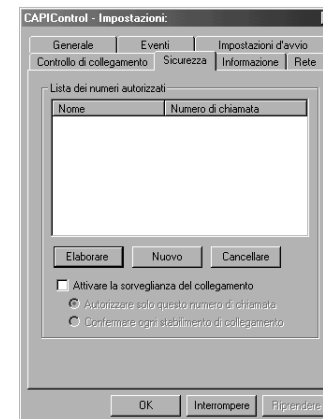 CAPIControl - Impostazioni:
Generale Eventi Impostazioni d'avvio
Controllo di collegamento Sicurezza Informazione Rete
Lista dei numeri autorizzati
Nome Numero di chiamata
Elaborare Nuovo Cancellare
Attivare la sorveglianza del collegamento
Autorizzare solo questo numero di chiamata
Confermare ogni stabilimento di collegamento
OK Interrompere Riprendere